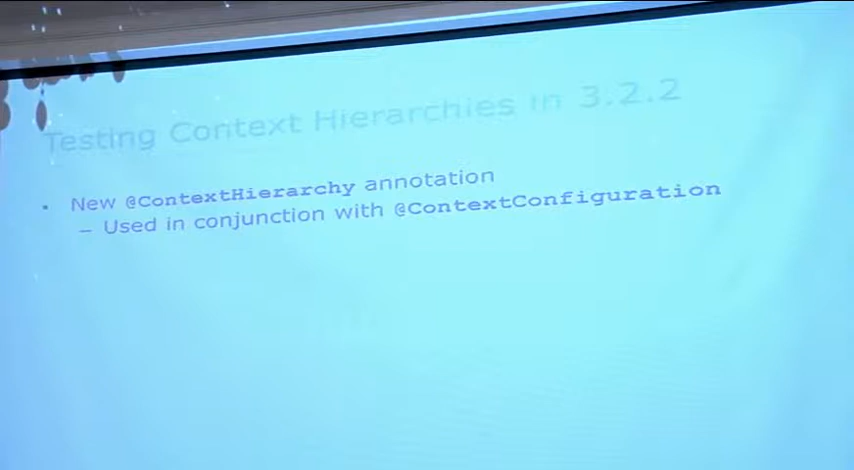 Testing Context Hierarchies in 3.2.2
• New @ContextHierarchy annotation
– Used in conjunction with @ContextConfiguration